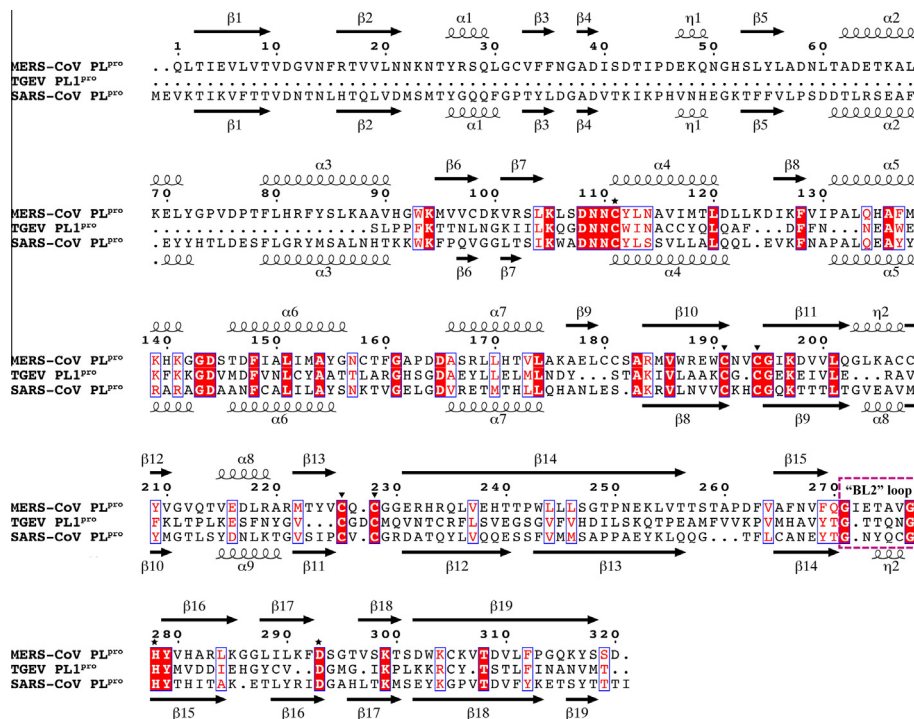 β1 β2 α1 β3 β4 η1 β5 α2
1 10 20 30 40 50 60
MERS-CoV PLpro ..QLTIEVLVTVDGVNFRTVVLNNKNTYRSQLGCVFFNGADISDTIPDEKQNGHSLYLADNLTADETKAL
TGEV PL1pro ......................................................................
SARS-CoV PLpro MEVKTIKVFTTVDNTNLHTQLVDMSMTYGQQFGPTYLDGADVTKIKPHVNHEGKTFFVLPSDDTLRSEAF
β1 β2 α1 β3 β4 η1 β5 α2
α3 β6 β7 α4 β8 α5
70 80 90 100 110 120 130
MERS-CoV PLpro KELYGPVDPTFLHRFYSLKAAVHGWKMVVCDKVRSLKLSDNNCYLNAVIMTLDLLKDIKFVIPALQHAFM
TGEV PL1pro ....................SLPPFKTTNLNGKIILKQGDNNCWINACCYQLQAF..DFFN...NEAWE
SARS-CoV PLpro EYYHTLDESFLGRYMSALNHTKKWKFPQVGGLTSIKWADNNCYLSSVLLALQQ.LEVKFNAPALQEAYY
α3 β6 β7 α4 α5
α6 α7 β9 β10 β11 η2
140 150 160 170 180 190 200
MERS-CoV PLpro KHKGGDSTDFIALIMAYGNCTFGAPDDASRLLHTVLAKAELCCSARMVWREWCNVCGIKDVVLQGLKACC
TGEV PL1pro KFKKGDVMDFVNLCYAATTLARGHSGDAEYLLELMLNDY...STAKIVLAAKCG.CGEKEIVLE...RAV
SARS-CoV PLpro RARAGDAANFCALILAYSNKTVGELGDVRETMTHLLQHANLES.AKRVLNVVCKHCGQKTTTLTGVEAVM
α6 α7 β8 β9 α8
β12 α8 β13 β14 β15
210 220 230 240 250 260 270
“BL2” loop
MERS-CoV PLpro YVGVQTVEDLRARMTYVCQ.CGGERHRQLVEHTTPWLLLSGTPNEKLVTTSTAPDFVAFNVFQGIETAVG
TGEV PL1pro FKLTPLKESFNYGV...CGDCMQVNTCRFLSVEGSGVFVHDILSKQTPEAMFVVKPVMHAVYTG.TTQNG
SARS-CoV PLpro YMGTLSYDNLKTGVSIPCV.CGRDATQYLVQQESSFVMMSAPPAEYKLQQG...TFLCANEYTG.NYQCG
β10 α9 β11 β12 β13 β14 η2
β16 β17 β18 β19
280 290 300 310 320
MERS-CoV PLpro HYVHARLKGGLILKFDSGTVSKTSDWKCKVTDVLFPGQKYSSD.
TGEV PL1pro HYMVDDIEHGYCV..DGMG.IKPLKKRCY.TSTLFINANVMT..
SARS-CoV PLpro HYTHITAKETLYRIDGAHLTKMSEYKGPVTDVFYKETSYTTTI
β15 β16 β17 β18 β19